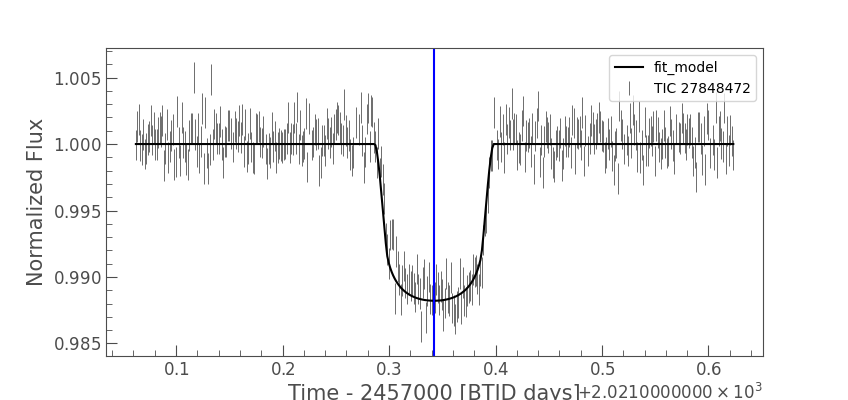 1.005
1.000
0.995
0.990
0.985
Normalized Flux
fit_model
TIC 27848472
0.1 0.2 0.3 0.4 0.5 0.6
Time - 2457000 [BTJD days]
+2.0210000000 × 10³